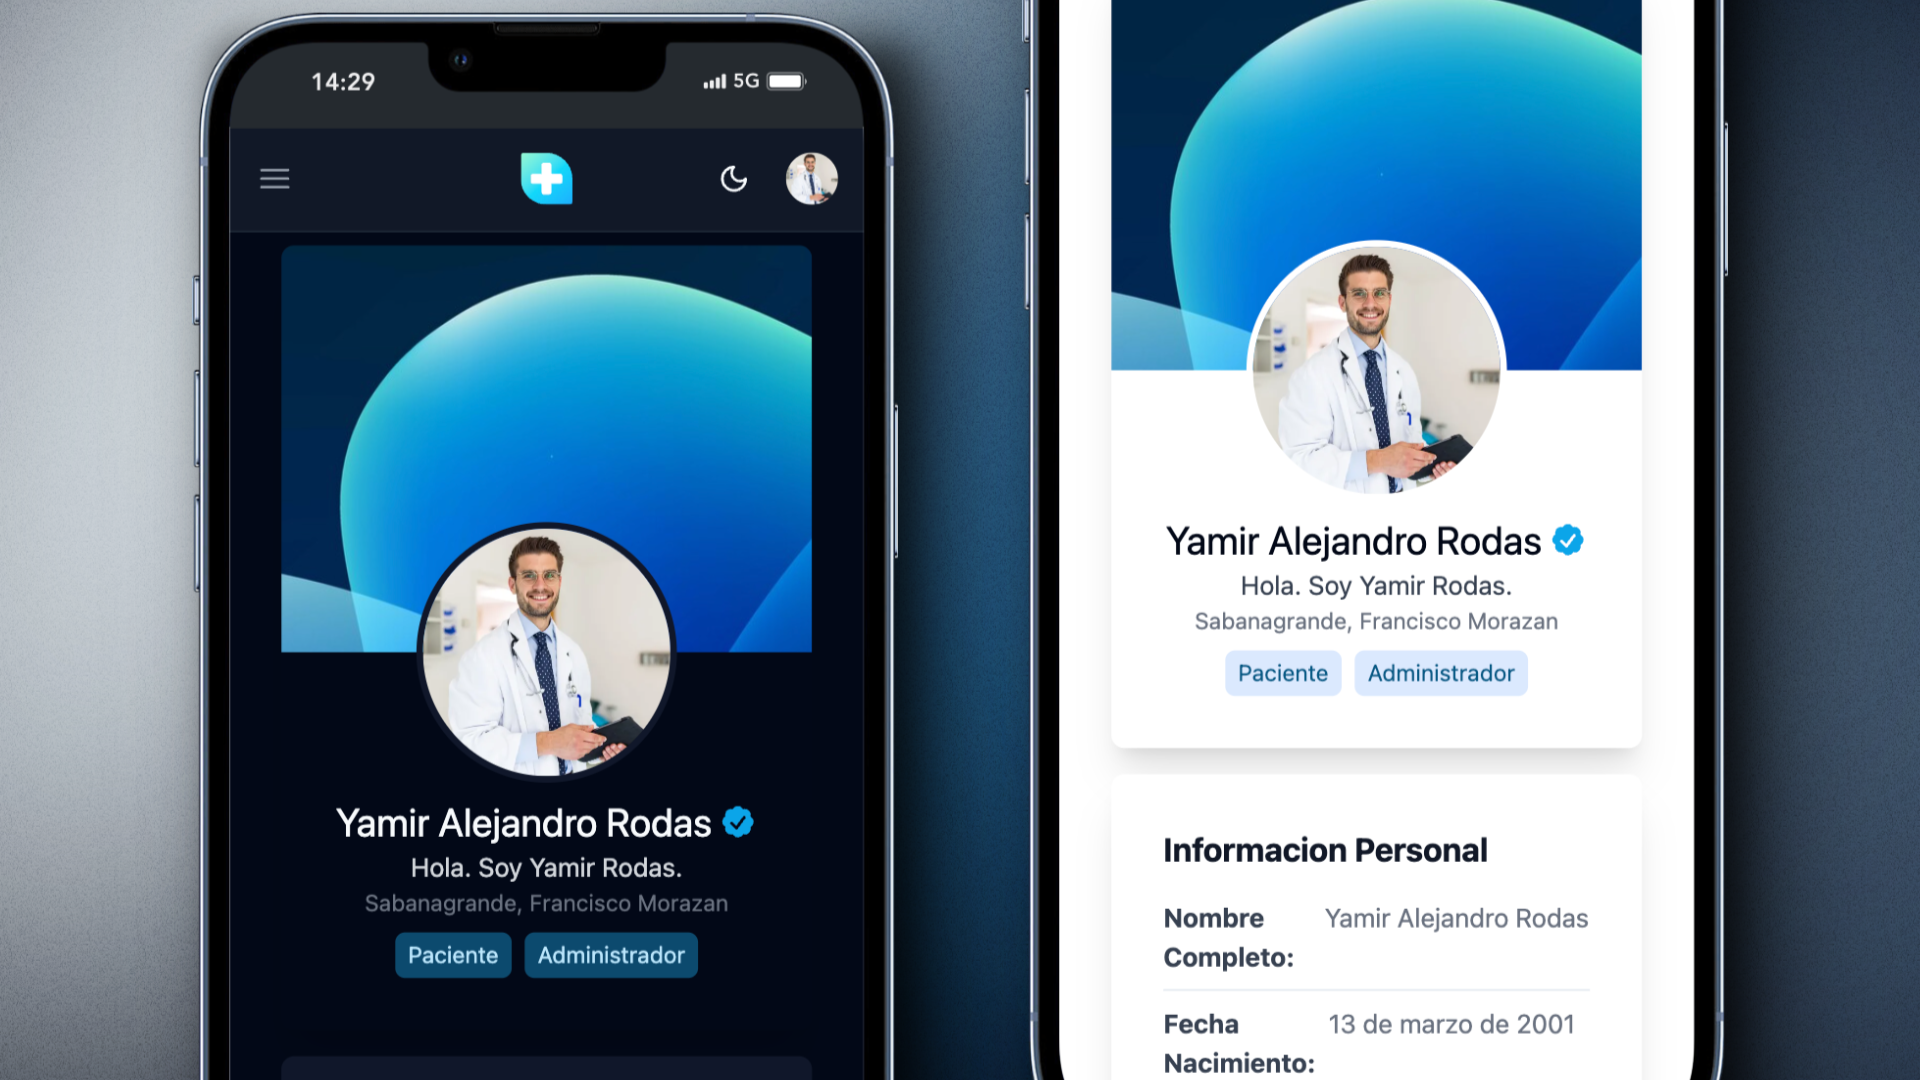 14:29
5G
Yamir Alejandro Rodas
Hola. Soy Yamir Rodas.
Sabanagrande, Francisco Morazan
Paciente
Administrador
Yamir Alejandro Rodas
Hola. Soy Yamir Rodas.
Sabanagrande, Francisco Morazan
Paciente
Administrador
Informacion Personal
Nombre Completo:
Yamir Alejandro Rodas
Fecha Nacimiento:
13 de marzo de 2001